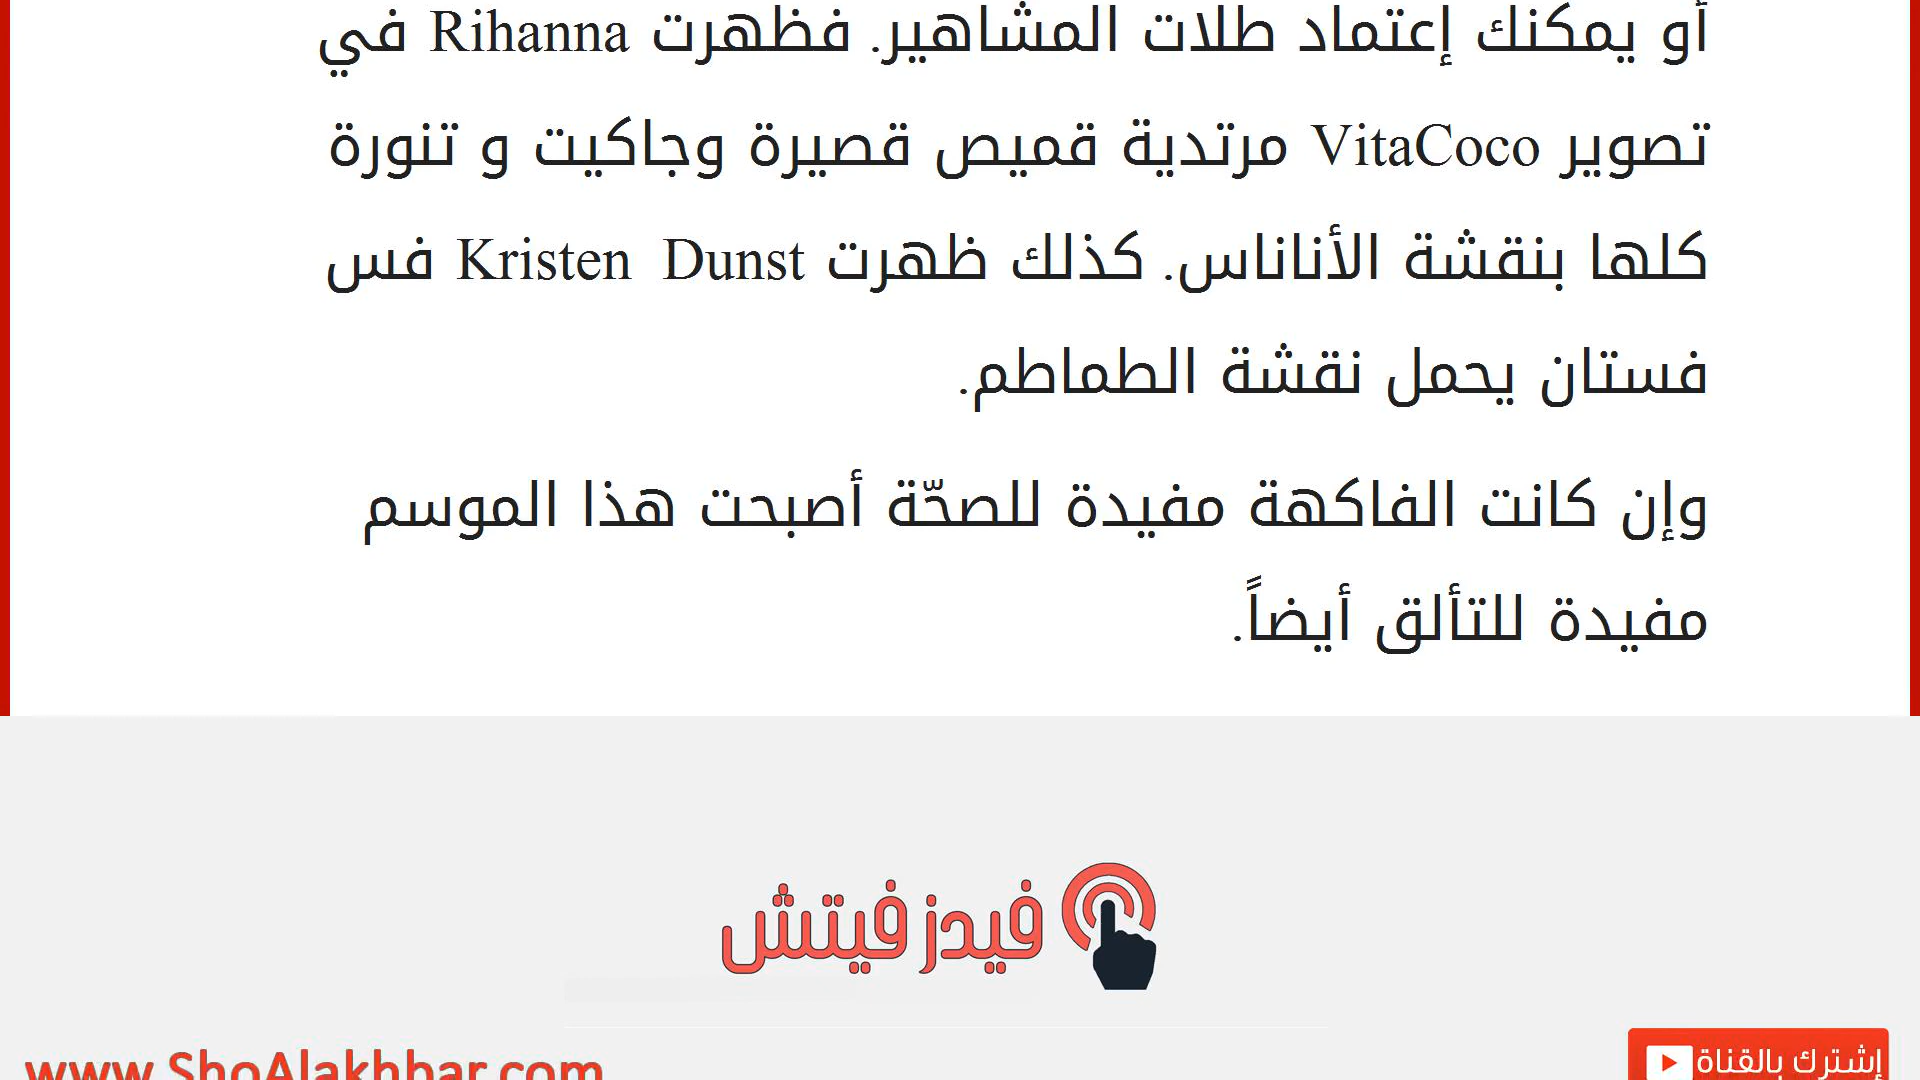 أو يمكنك إعتماد طلات المشاهير. فظهرت Rihanna في
تصوير VitaCoco مرتدية قميص قصيرة وجاكيت و تنورة
كلها بنقشة الأناناس. كذلك ظهرت Kristen Dunst فس
فستان يحمل نقشة الطماطم.
وإن كانت الفاكهة مفيدة للصحّة أصبحت هذا الموسم
مفيدة للتألق أيضاً.
فيدز فيتش
www.ShoAlakhbar.com
إشترك بالقناة